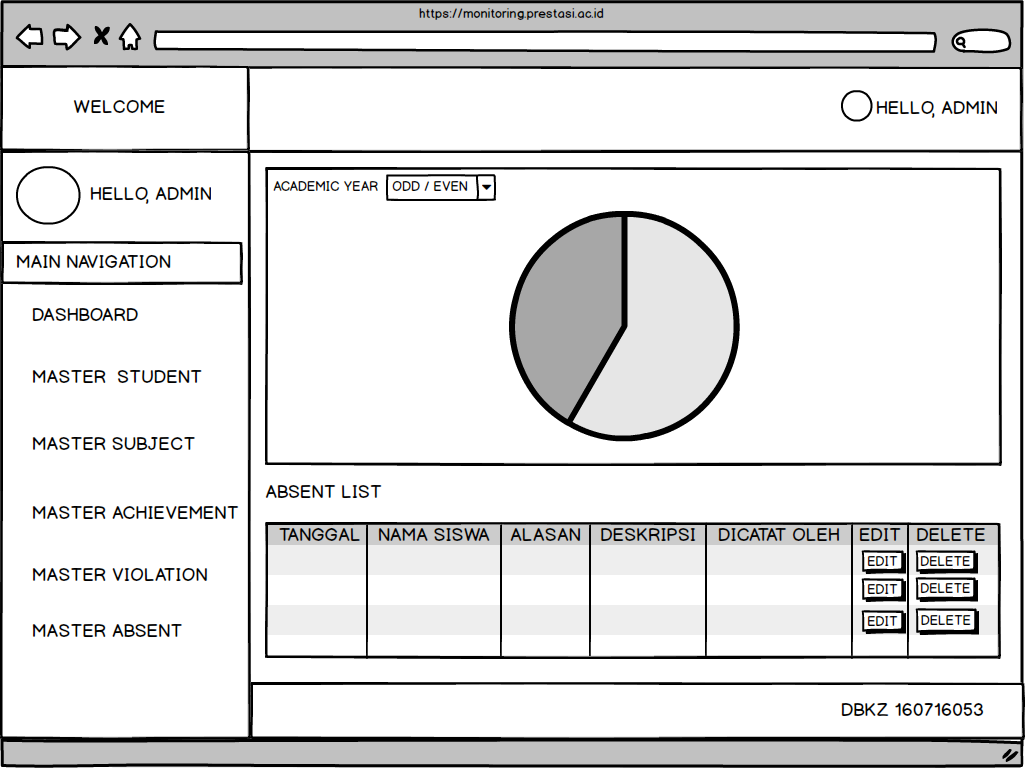 https://monitoring.prestasi.ac.id
WELCOME
HELLO, ADMIN
HELLO, ADMIN
MAIN NAVIGATION
DASHBOARD
MASTER STUDENT
MASTER SUBJECT
MASTER ACHIEVEMENT
MASTER VIOLATION
MASTER ABSENT
ACADEMIC YEAR ODD / EVEN
ABSENT LIST
TANGGAL NAMA SISWA ALASAN DESKRIPSI DICATAT OLEH EDIT DELETE
EDIT DELETE
EDIT DELETE
EDIT DELETE
DBKZ 160716053